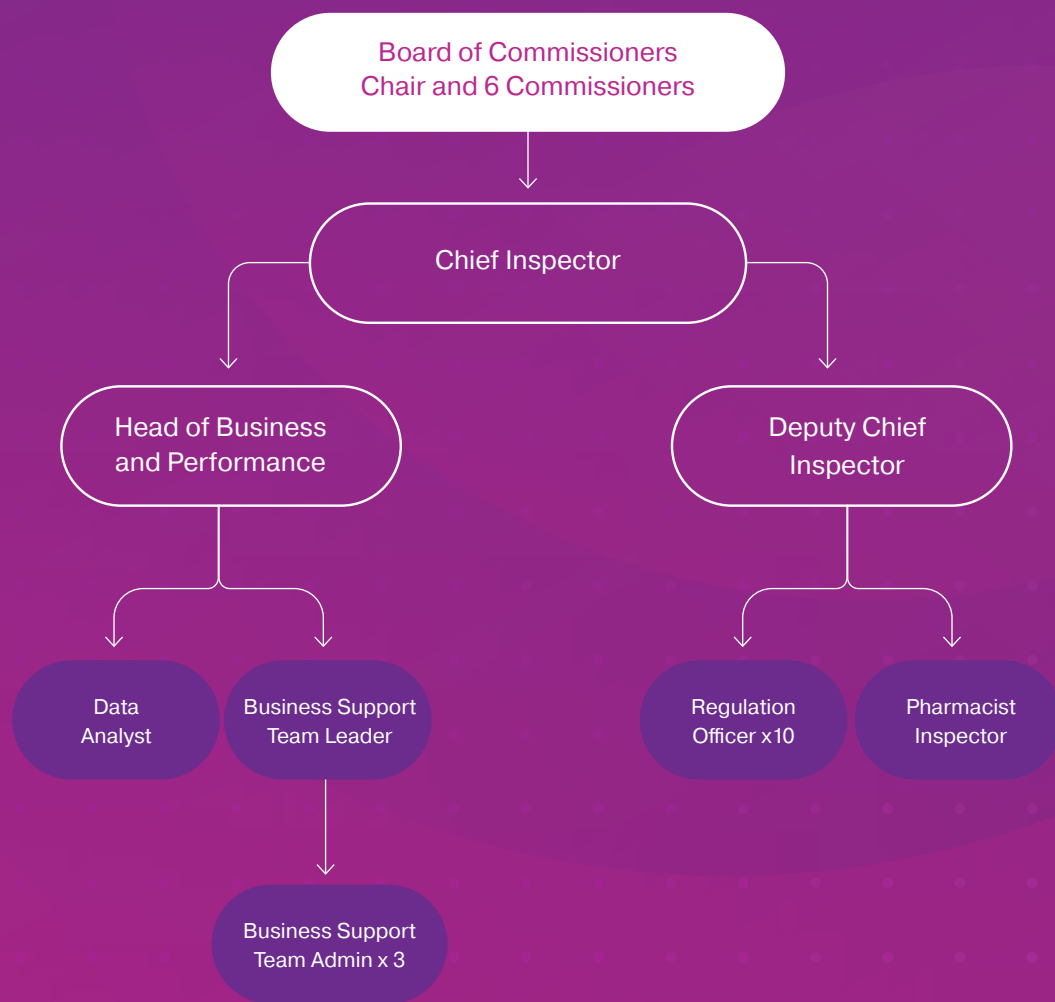 Board of Commissioners
Chair and 6 Commissioners
Chief Inspector
Head of Business
and Performance
Deputy Chief
Inspector
Data
Analyst
Business Support
Team Leader
Regulation
Officer x10
Pharmacist
Inspector
Business Support
Team Admin x 3